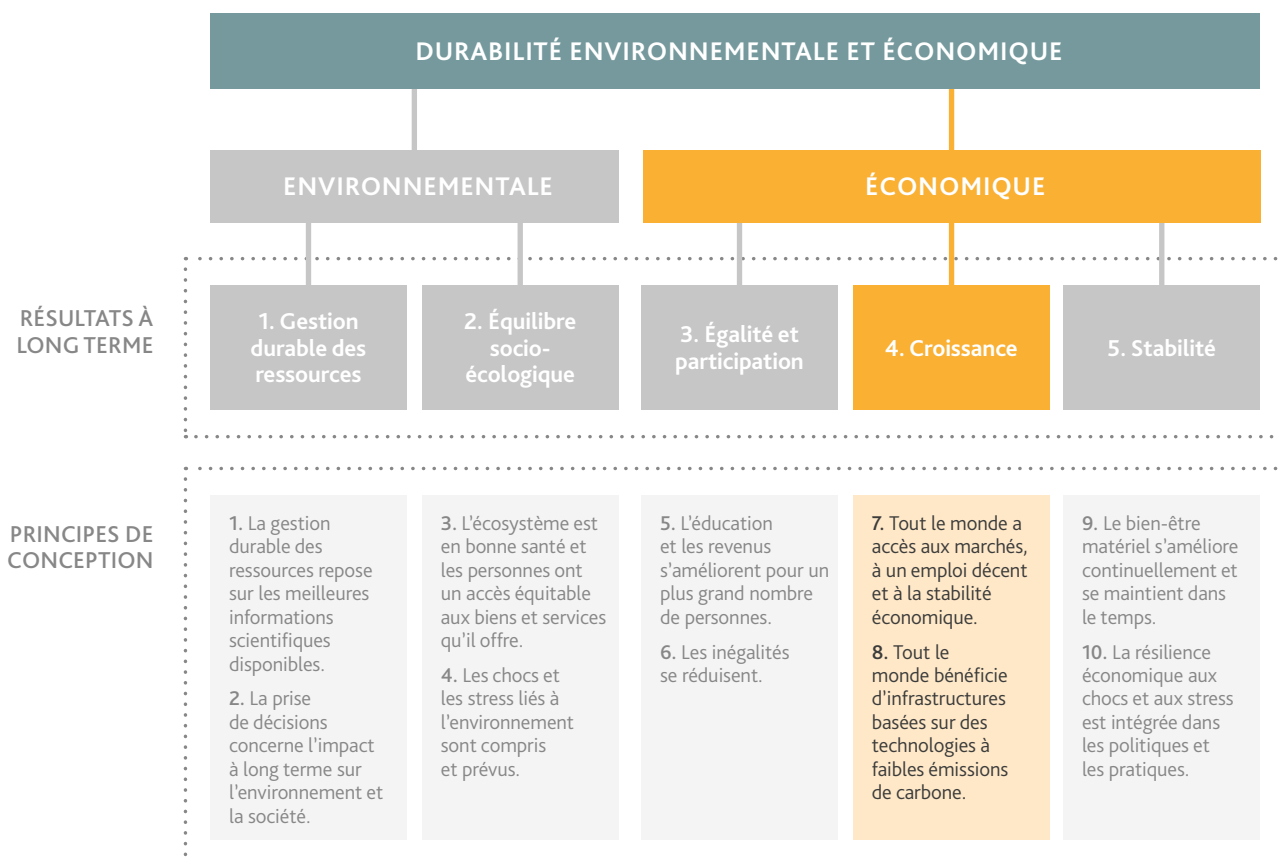 DURABILITÉ ENVIRONNEMENTALE ET ÉCONOMIQUE
ENVIRONNEMENTALE
ÉCONOMIQUE
RÉSULTATS À
LONG TERME
1. Gestion
durable des
ressources
2. Équilibre
socio-
écologique
3. Égalité et
participation
4. Croissance
5. Stabilité
PRINCIPES DE
CONCEPTION
1. La gestion
durable des
ressources repose
sur les meilleures
informations
scientifiques
disponibles.
2. La prise
de décisions
concerne l'impact
à long terme sur
l'environnement et
la société.
3. L'écosystème est
en bonne santé et
les personnes ont
un accès équitable
aux biens et services
qu'il offre.
4. Les chocs et
les stress liés à
l'environnement
sont compris
et prévus.
5. L'éducation
et les revenus
s'améliorent pour un
plus grand nombre
de personnes.
6. Les inégalités
se réduisent.
7. Tout le monde a
accès aux marchés,
à un emploi décent
et à la stabilité
économique.
8. Tout le
monde bénéficie
d'infrastructures
basées sur des
technologies à
faibles émissions
de carbone.
9. Le bien-être
matériel s'améliore
continuellement et
se maintient dans
le temps.
10. La résilience
économique aux
chocs et aux stress
est intégrée dans
les politiques et
les pratiques.